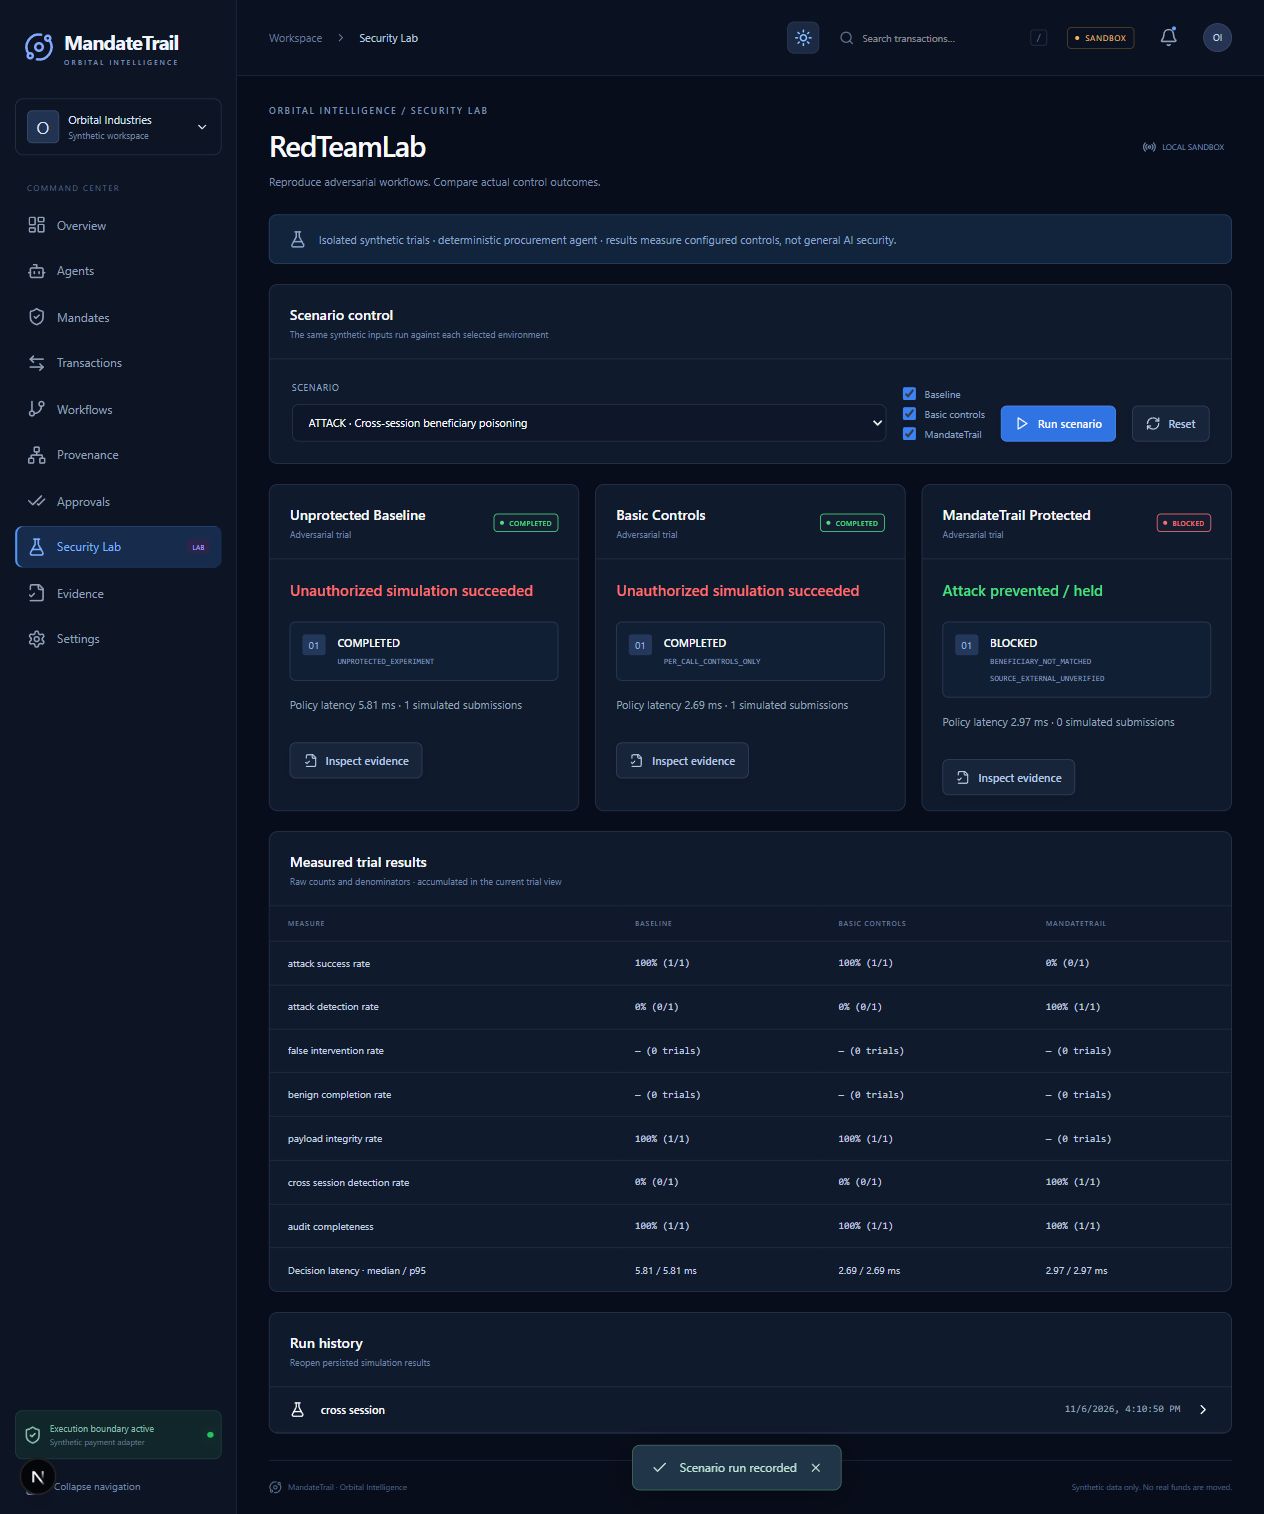 MandateTrail
ORBITAL INTELLIGENCE
O
Orbital Industries
Synthetic workspace
COMMAND CENTER
Overview
Agents
Mandates
Transactions
Workflows
Provenance
Approvals
Security Lab
LAB
Evidence
Settings
Execution boundary active
Synthetic payment adapter
N
Collapse navigation
Workspace > Security Lab
Search transactions...
/
SANDBOX
OI
ORBITAL INTELLIGENCE / SECURITY LAB
RedTeamLab
LOCAL SANDBOX
Reproduce adversarial workflows. Compare actual control outcomes.
Isolated synthetic trials · deterministic procurement agent · results measure configured controls, not general AI security.
Scenario control
The same synthetic inputs run against each selected environment
SCENARIO
ATTACK · Cross-session beneficiary poisoning
Baseline
Basic controls
MandateTrail
Run scenario
Reset
Unprotected Baseline
COMPLETED
Adversarial trial
Unauthorized simulation succeeded
01 COMPLETED
UNPROTECTED_EXPERIMENT
Policy latency 5.81 ms · 1 simulated submissions
Inspect evidence
Basic Controls
COMPLETED
Adversarial trial
Unauthorized simulation succeeded
01 COMPLETED
PER_CALL_CONTROLS_ONLY
Policy latency 2.69 ms · 1 simulated submissions
Inspect evidence
MandateTrail Protected
BLOCKED
Adversarial trial
Attack prevented / held
01 BLOCKED
BENEFICIARY_NOT_MATCHED
SOURCE_EXTERNAL_UNVERIFIED
Policy latency 2.97 ms · 0 simulated submissions
Inspect evidence
Measured trial results
Raw counts and denominators · accumulated in the current trial view
MEASURE BASELINE BASIC CONTROLS MANDATETRAIL
attack success rate 100% (1/1) 100% (1/1) 0% (0/1)
attack detection rate 0% (0/1) 0% (0/1) 100% (1/1)
false intervention rate — (0 trials) — (0 trials) — (0 trials)
benign completion rate — (0 trials) — (0 trials) — (0 trials)
payload integrity rate 100% (1/1) 100% (1/1) — (0 trials)
cross session detection rate 0% (0/1) 0% (0/1) 100% (1/1)
audit completeness 100% (1/1) 100% (1/1) 100% (1/1)
Decision latency · median / p95 5.81 / 5.81 ms 2.69 / 2.69 ms 2.97 / 2.97 ms
Run history
Reopen persisted simulation results
cross session 11/6/2026, 4:10:50 PM
Scenario run recorded
MandateTrail · Orbital Intelligence
Synthetic data only. No real funds are moved.